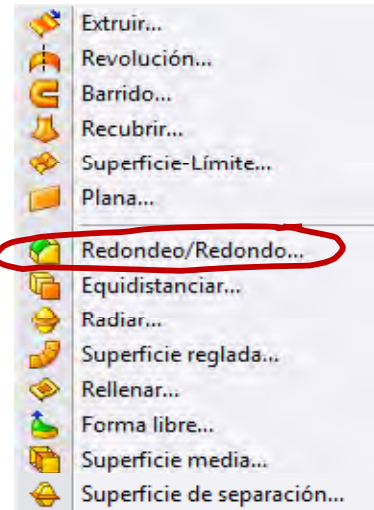 Extruir...
Revolución...
Barrido...
Recubrir...
Superficie-Límite...
Plana...
Redondeo/Redondo...
Equidistanciar...
Radiar...
Superficie reglada...
Rellenar...
Forma libre...
Superficie media...
Superficie de separación...